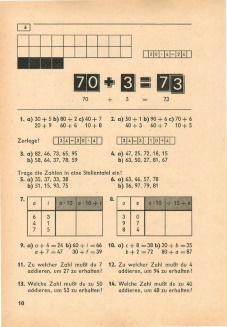 70 + 3 = 73
70 + 3 = 73
1. a) 30 + 5 b) 80 + 2 c) 40 + 7
20 + 9 60 + 6 10 + 8
2. a) 50 + 1 b) 90 + 6 c) 70 + 6
40 + 3 60 + 7 10 + 5
Zerlege!
3. a) 82, 46, 73, 65, 95
b) 58, 64, 37, 78, 59
4. a) 47, 25, 72, 18, 15
b) 63, 50, 27, 81, 67
Trage die Zahlen in eine Stellentafel ein!
5. a) 35, 37, 33, 38
b) 51, 15, 93, 75
6. a) 63, 46, 57, 78
b) 36, 97, 79, 81
7.
8.
9. a) o + 4 = 24 b) 60 + i = 66
a + 7 = 47 30 + f = 39
10. a) c + 8 = 38 b) 30 + k = 35
b + 2 = 72 80 + a = 87
11. Zu welcher Zahl mußt du 7
addieren, um 27 zu erhalten?
12. Zu welcher Zahl mußt du 4
addieren, um 94 zu erhalten?
13. Welche Zahl mußt du zu 50
addieren, um 53 zu erhalten?
14. Welche Zahl mußt du zu 40
addieren, um 48 zu erhalten?
10